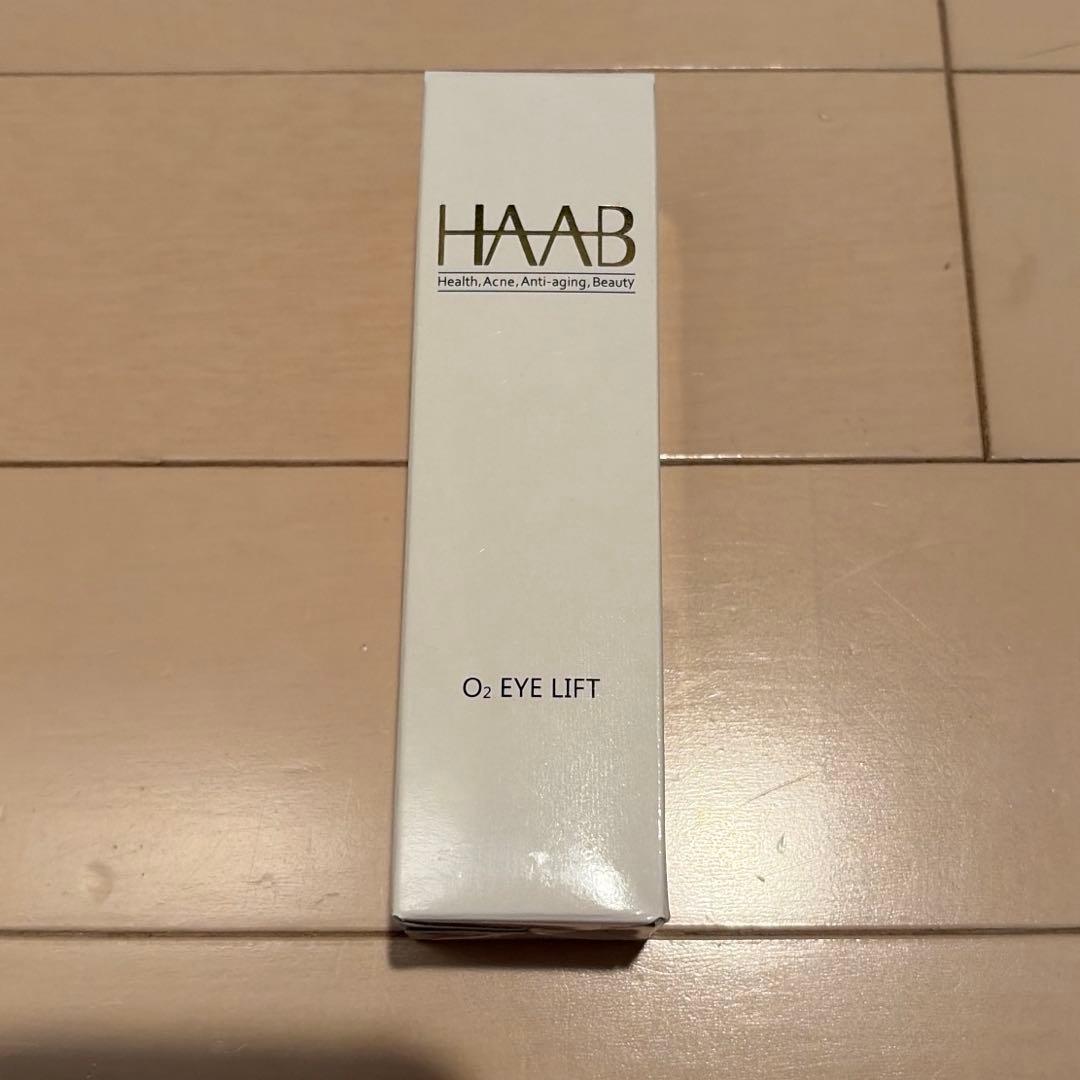 HAAB
Health, Acne, Anti-aging, Beauty
O₂ EYE LIFT